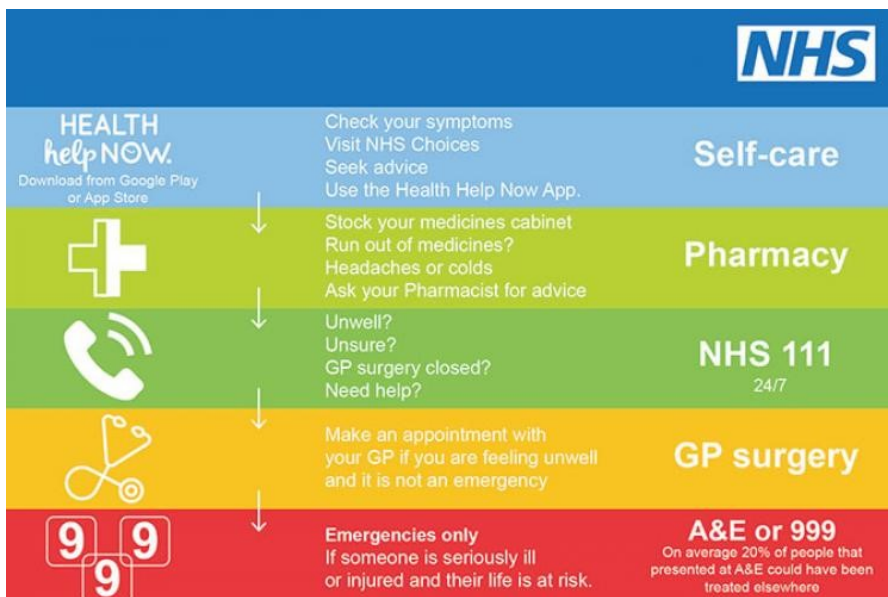 NHS
HEALTH
help NOW.
Download from Google Play
or App Store
Check your symptoms
Visit NHS Choices
Seek advice
Use the Health Help Now App.
Self-care
Stock your medicines cabinet
Run out of medicines?
Headaches or colds
Ask your Pharmacist for advice
Pharmacy
Unwell?
Unsure?
GP surgery closed?
Need help?
NHS 111
24/7
Make an appointment with
your GP if you are feeling unwell
and it is not an emergency
GP surgery
9 9
9
Emergencies only
If someone is seriously ill
or injured and their life is at risk.
A&E or 999
On average 20% of people that
presented at A&E could have been
treated elsewhere